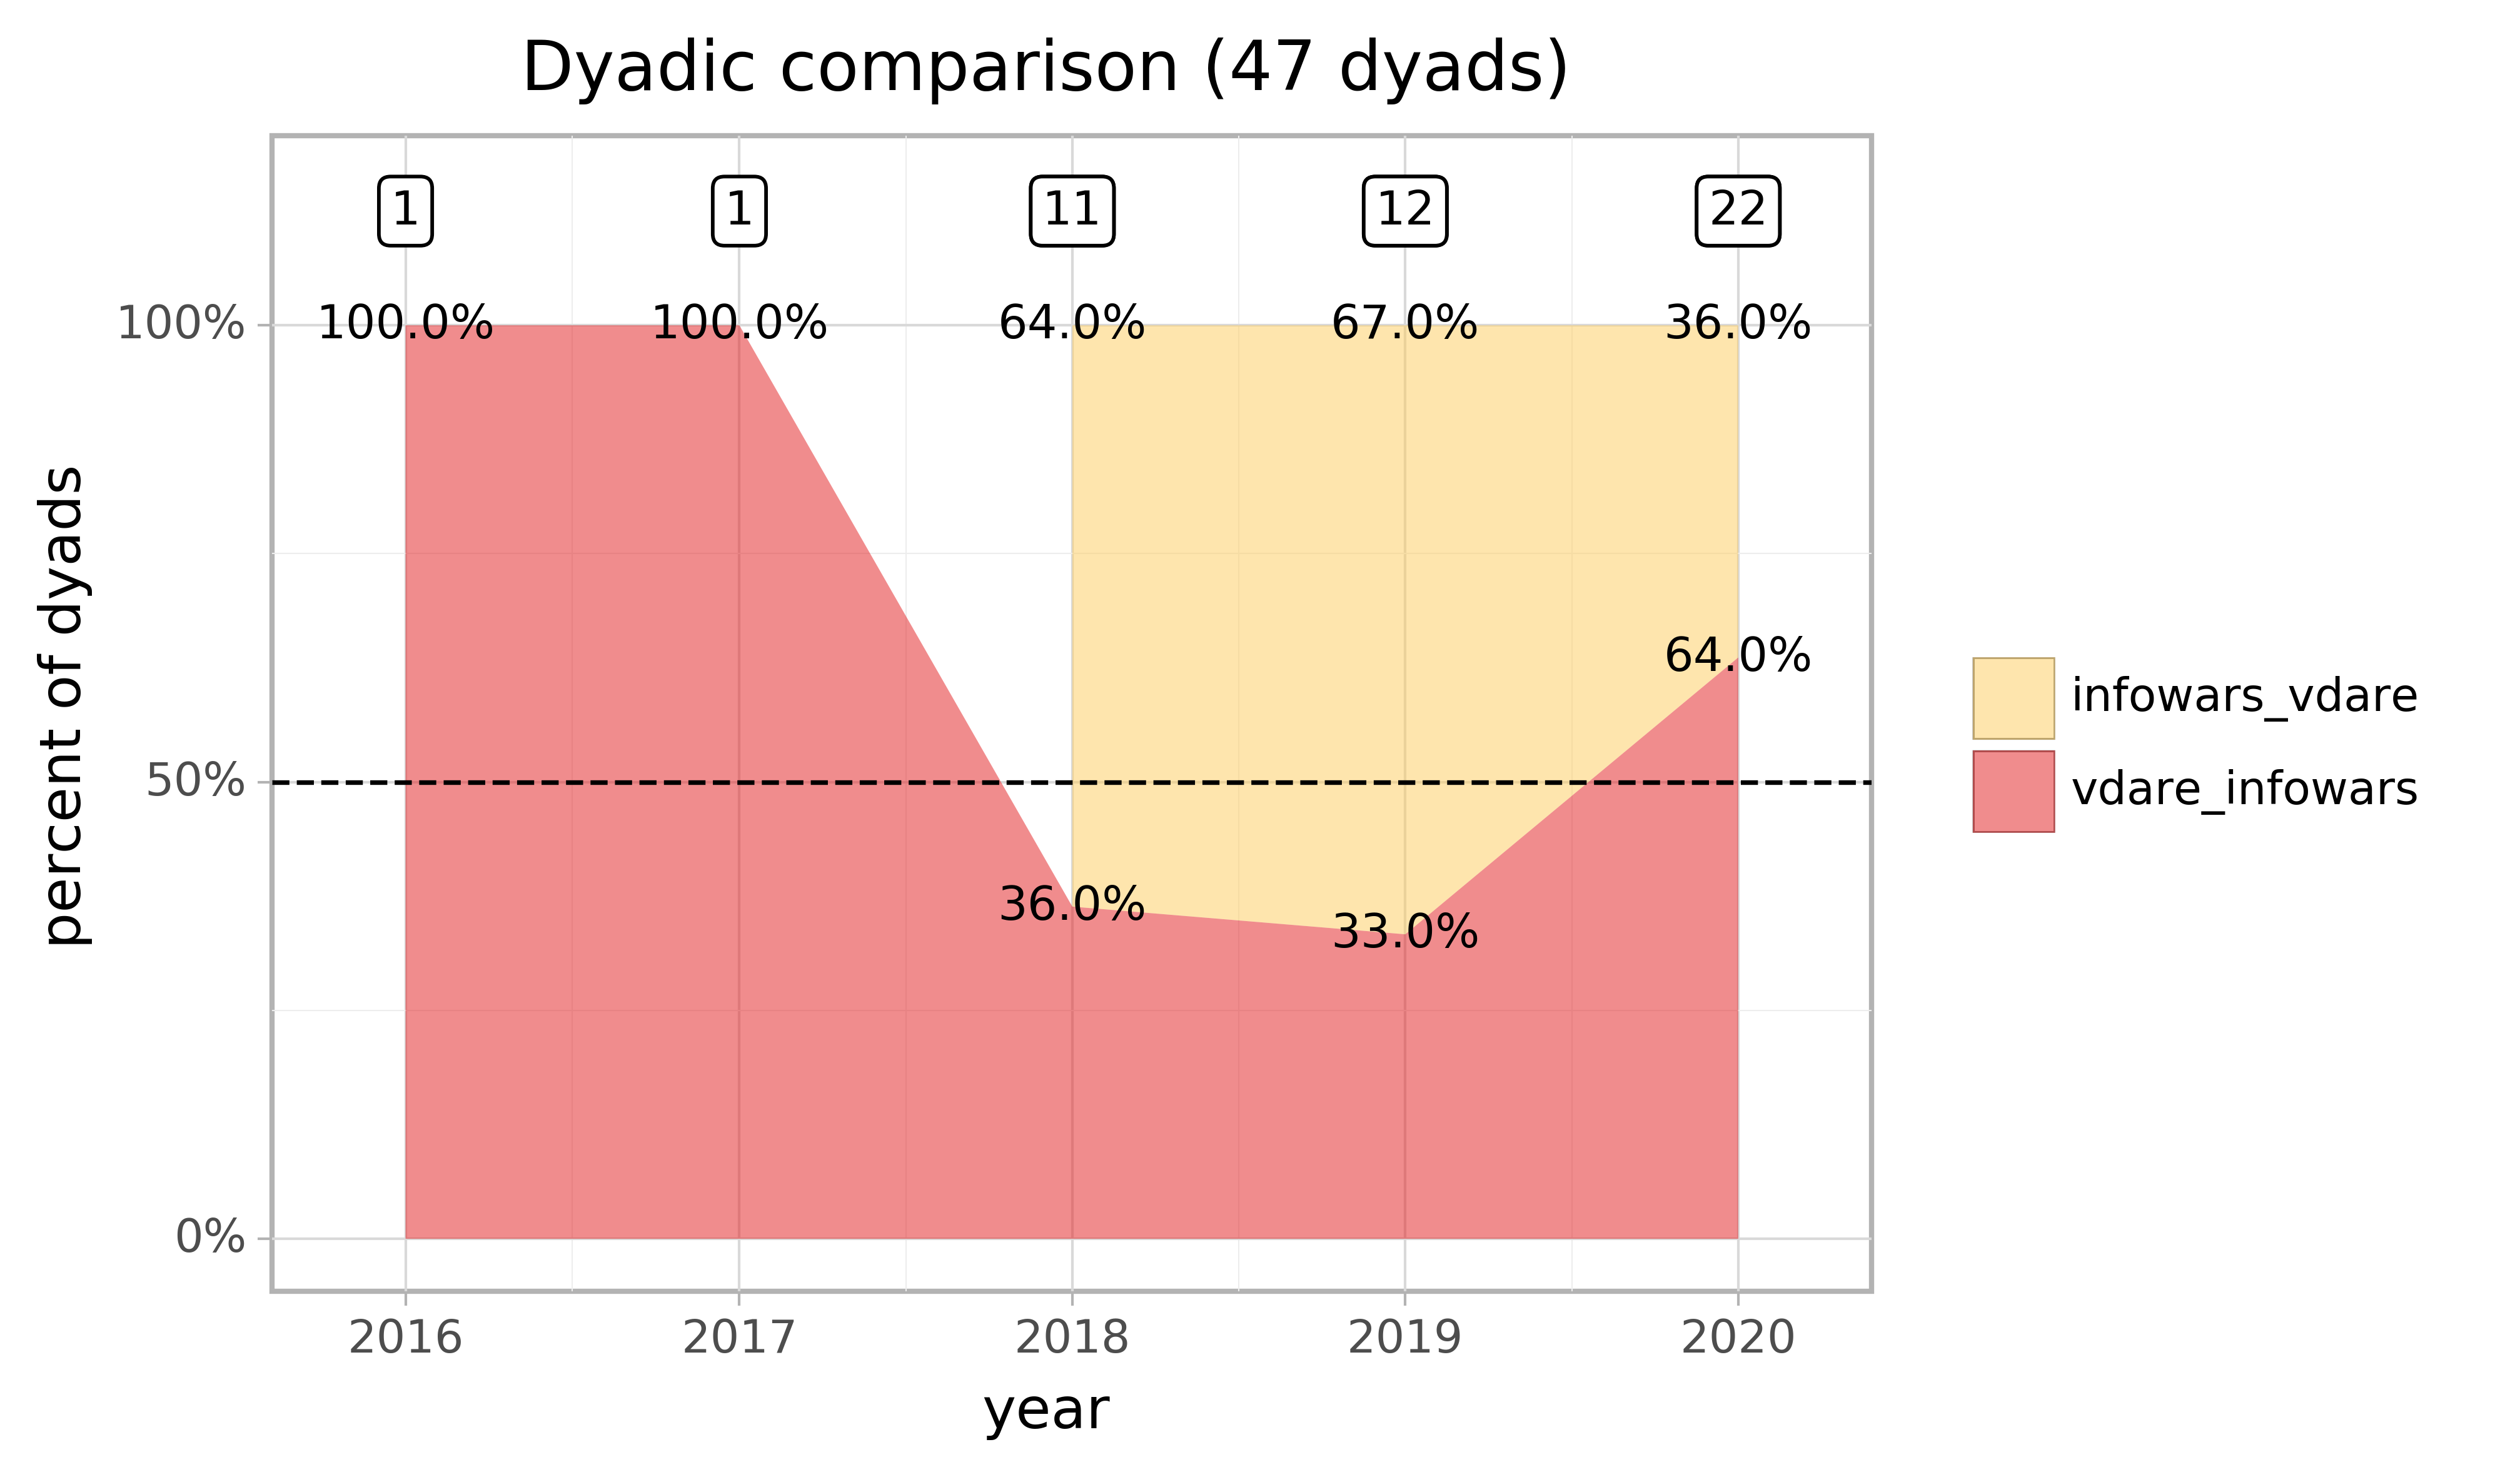 Dyadic comparison (47 dyads)
1 1 11 12 22
100% 100.0% 100.0% 64.0% 67.0% 36.0%
64.0%
50%
36.0%
33.0%
0%
2016 2017 2018 2019 2020
year
percent of dyads
infowars_vdare
vdare_infowars